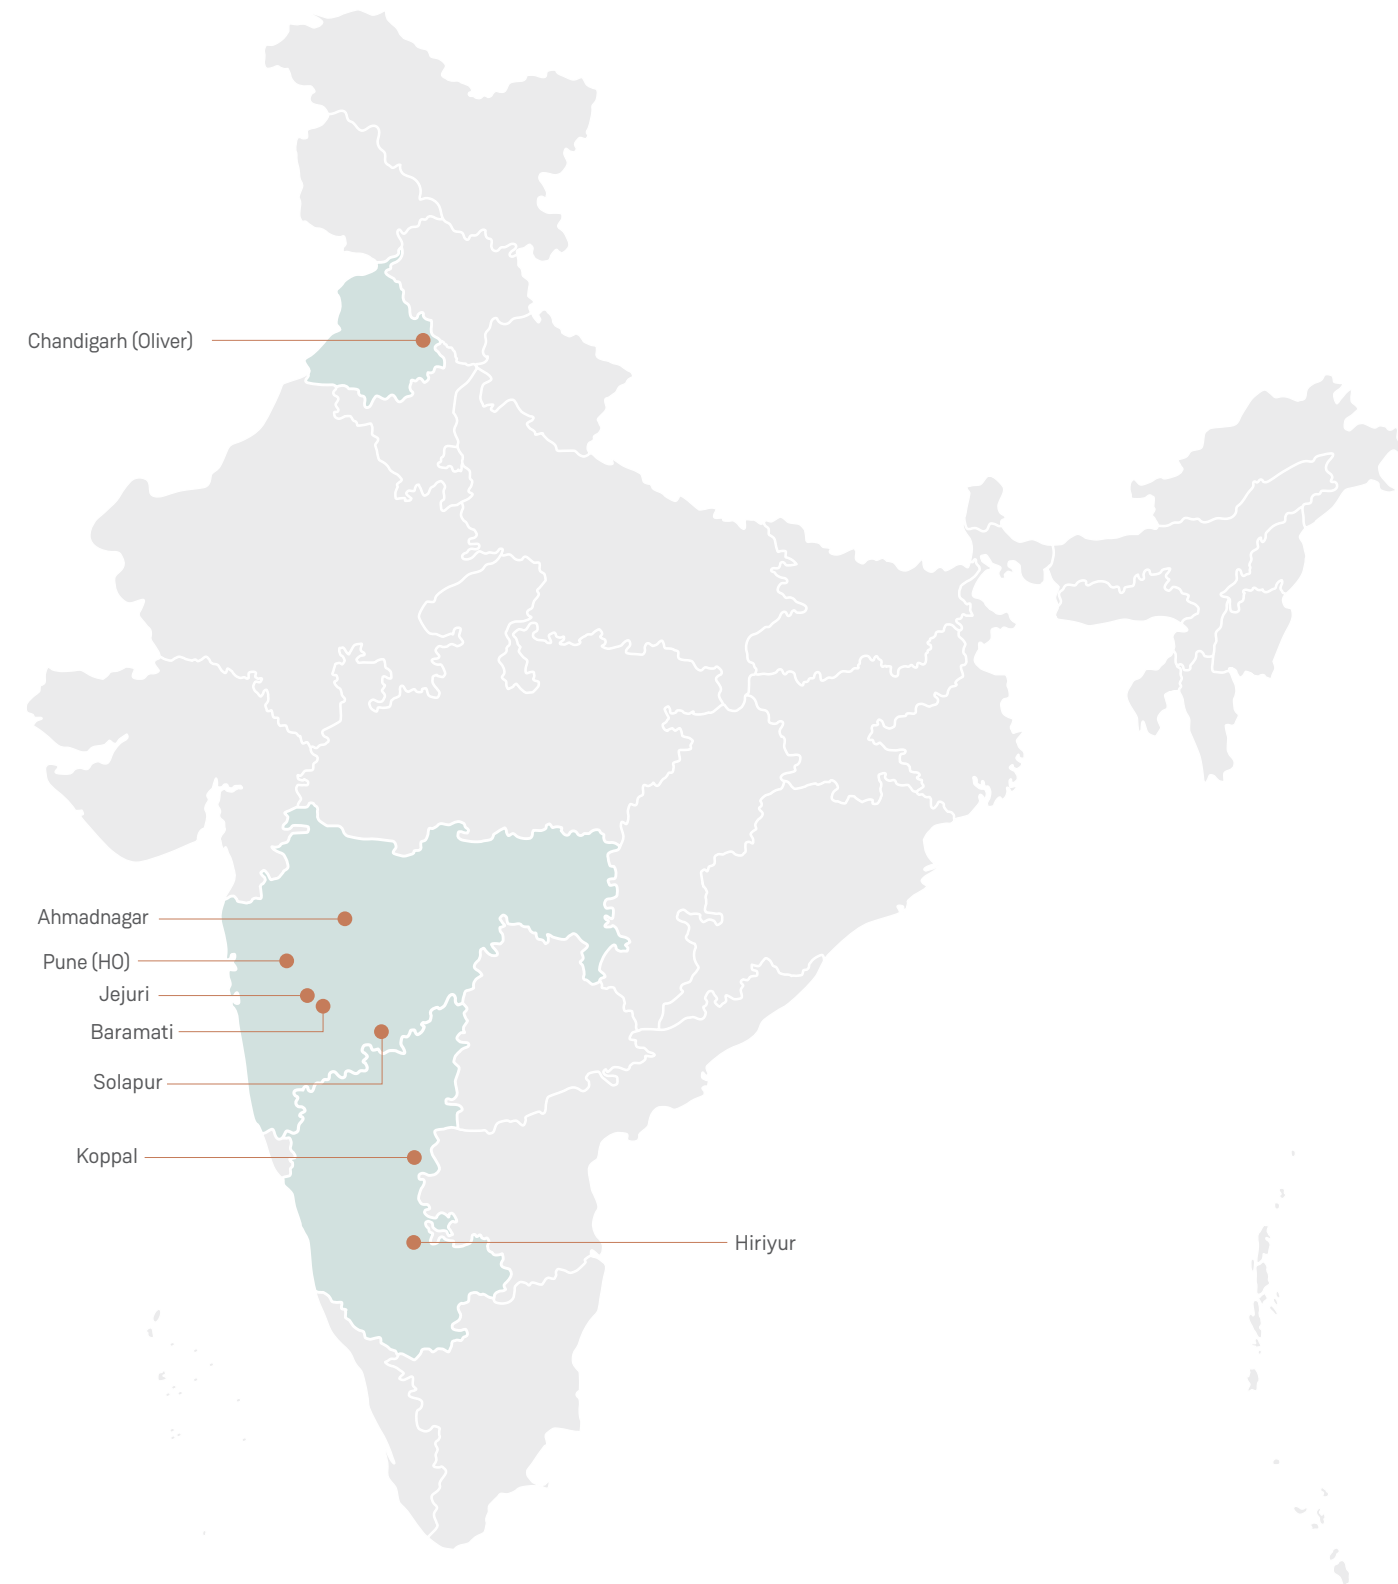 Chandigarh (Oliver)
Ahmadnagar
Pune (HO)
Jejuri
Baramati
Solapur
Koppal
Hiriyur